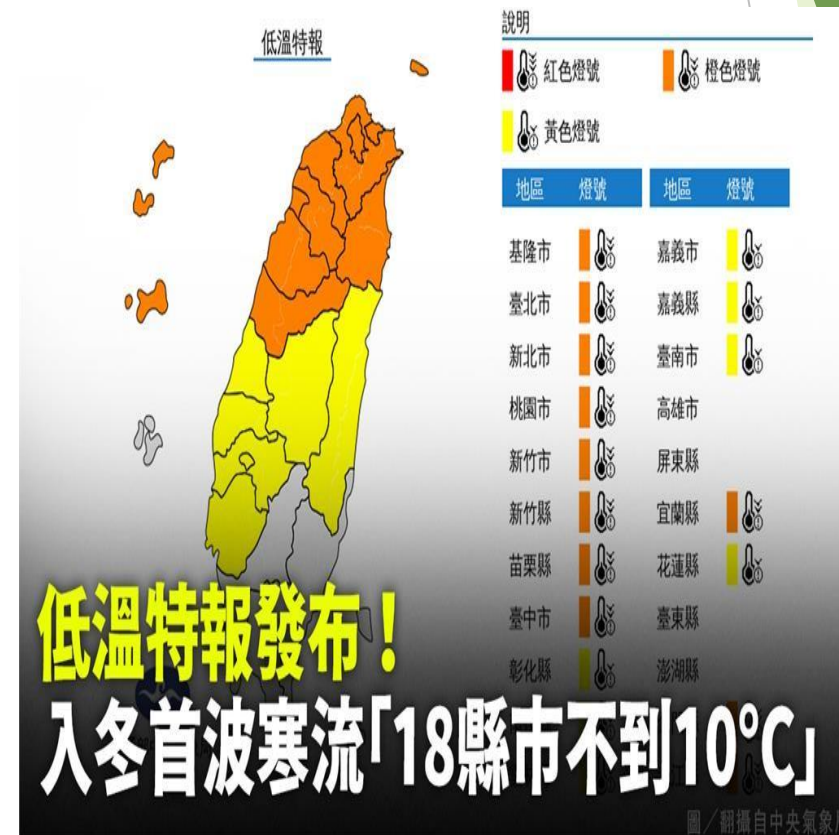 低溫特報
說明
紅色燈號 橙色燈號
黃色燈號
地區 燈號 地區 燈號
基隆市 嘉義市
臺北市 嘉義縣
新北市 臺南市
桃園市 高雄市
新竹市 屏東縣
新竹縣 宜蘭縣
苗栗縣 花蓮縣
臺中市 臺東縣
彰化縣 澎湖縣
低溫特報發布！
入冬首波寒流「18縣市不到10°C」
圖／翻攝自中央氣象